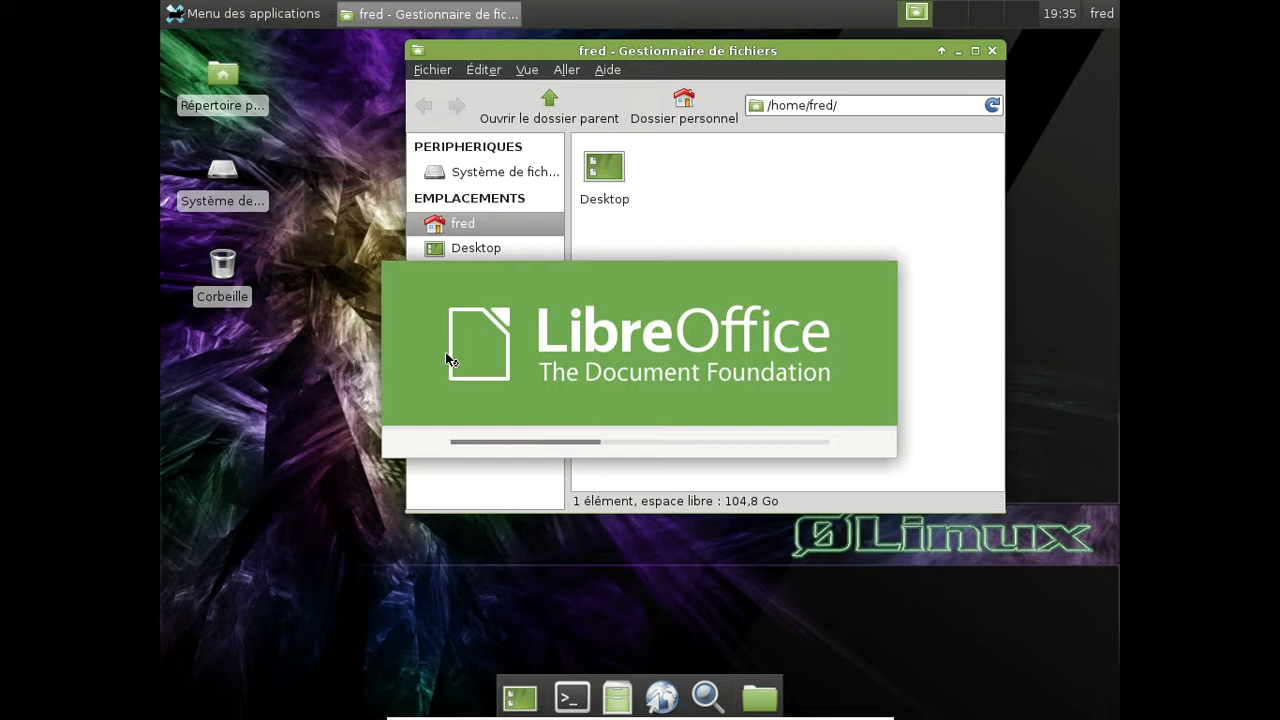 Menu des applications
fred - Gestionnaire de fic...
19:35
fred
fred - Gestionnaire de fichiers
Fichier Éditer Vue Aller Aide
Ouvrir le dossier parent
Dossier personnel
/home/fred/
Répertoire p...
Système de...
Corbeille
PERIPHERIQUES
Système de fich...
EMPLACEMENTS
fred
Desktop
Desktop
LibreOffice
The Document Foundation
1 élément, espace libre : 104,8 Go
0Linux